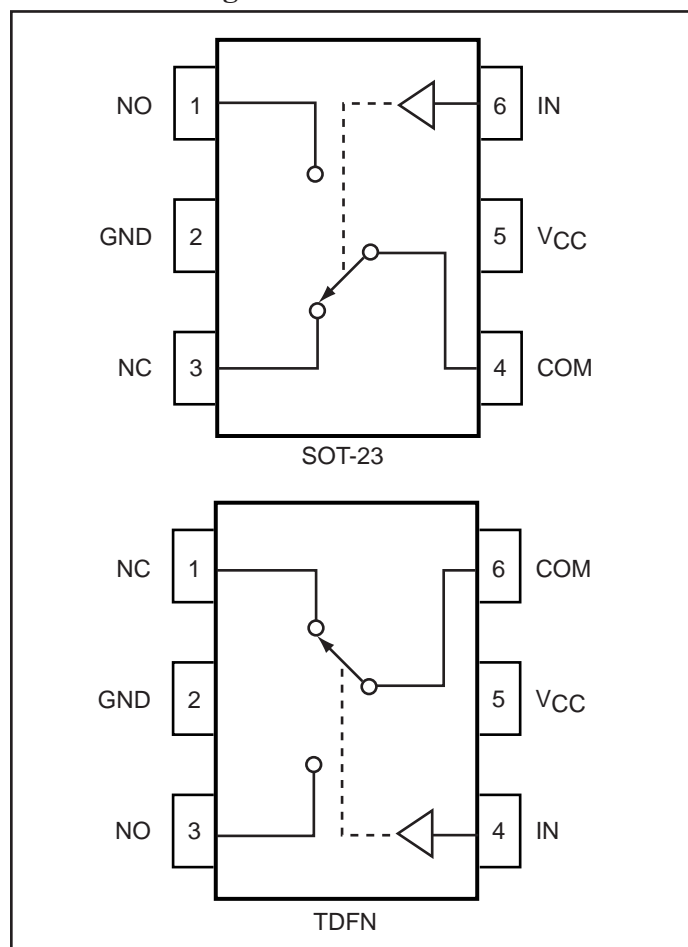 NO 1 6 IN
GND 2 5 VCC
NC 3 4 COM
SOT-23
NC 1 6 COM
GND 2 5 VCC
NO 3 4 IN
TDFN